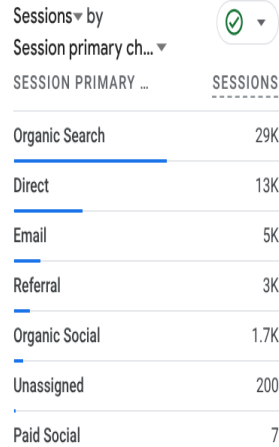 Sessions by
Session primary ch...
SESSION PRIMARY ... SESSIONS
Organic Search 29K
Direct 13K
Email 5K
Referral 3K
Organic Social 1.7K
Unassigned 200
Paid Social 7